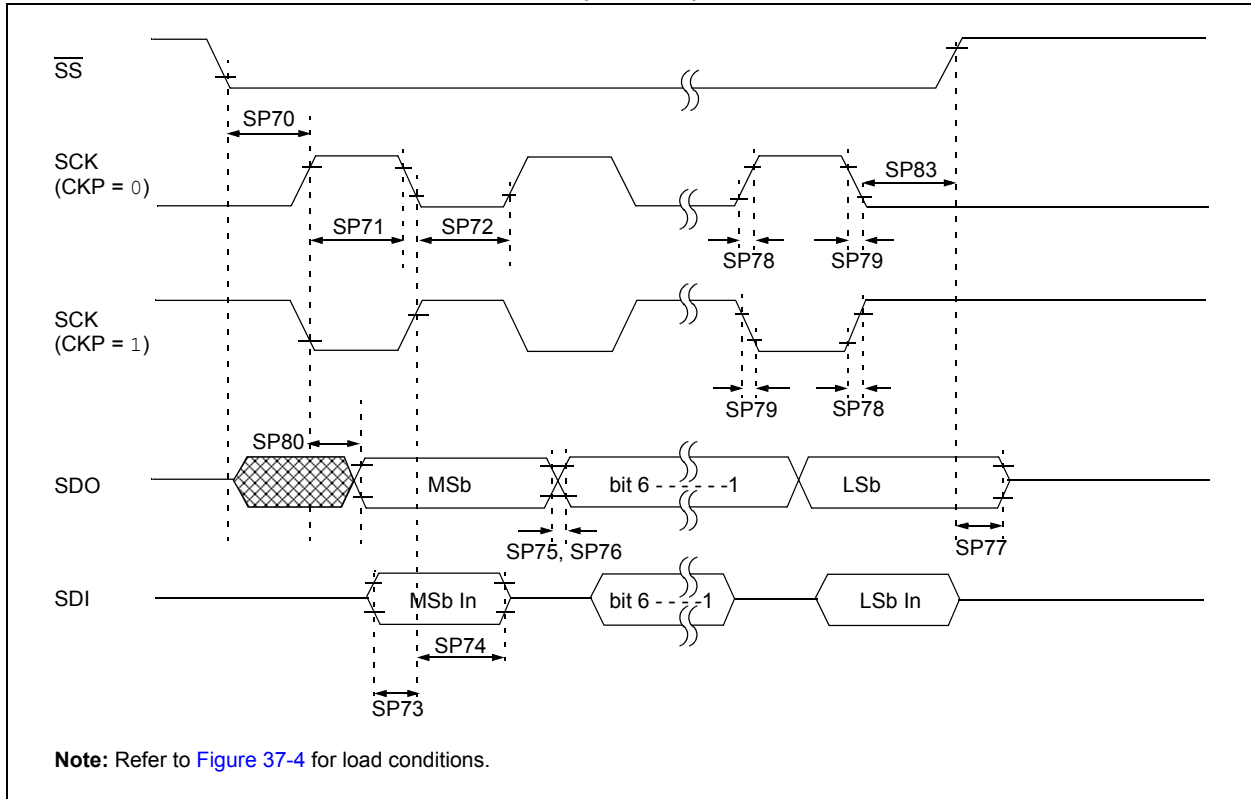 SS
SP70
SCK
(CKP = 0)
SP83
SP71
SP72
SP78
SP79
SCK
(CKP = 1)
SP79
SP78
SP80
SDO
MSb
bit 6 - - - - - -1
LSb
SP75, SP76
SP77
SDI
MSb In
bit 6 - - - -1
LSb In
SP74
SP73
Note: Refer to Figure 37-4 for load conditions.